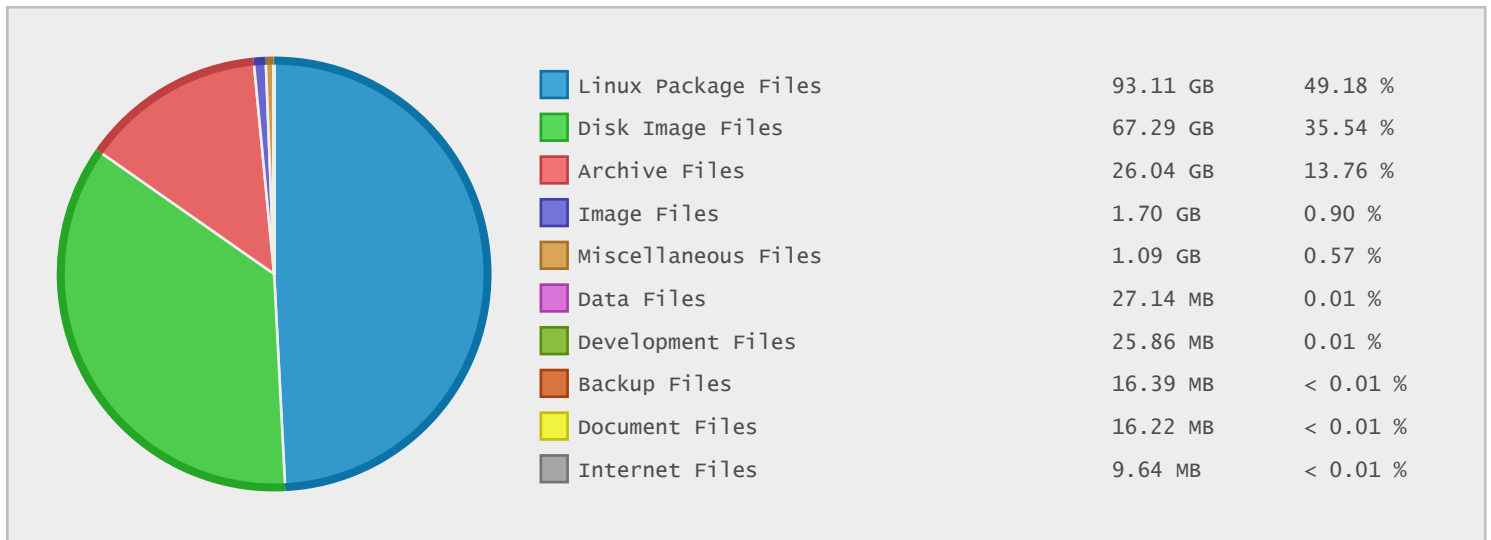 Linux Package Files 93.11 GB 49.18 %
Disk Image Files 67.29 GB 35.54 %
Archive Files 26.04 GB 13.76 %
Image Files 1.70 GB 0.90 %
Miscellaneous Files 1.09 GB 0.57 %
Data Files 27.14 MB 0.01 %
Development Files 25.86 MB 0.01 %
Backup Files 16.39 MB < 0.01 %
Document Files 16.22 MB < 0.01 %
Internet Files 9.64 MB < 0.01 %